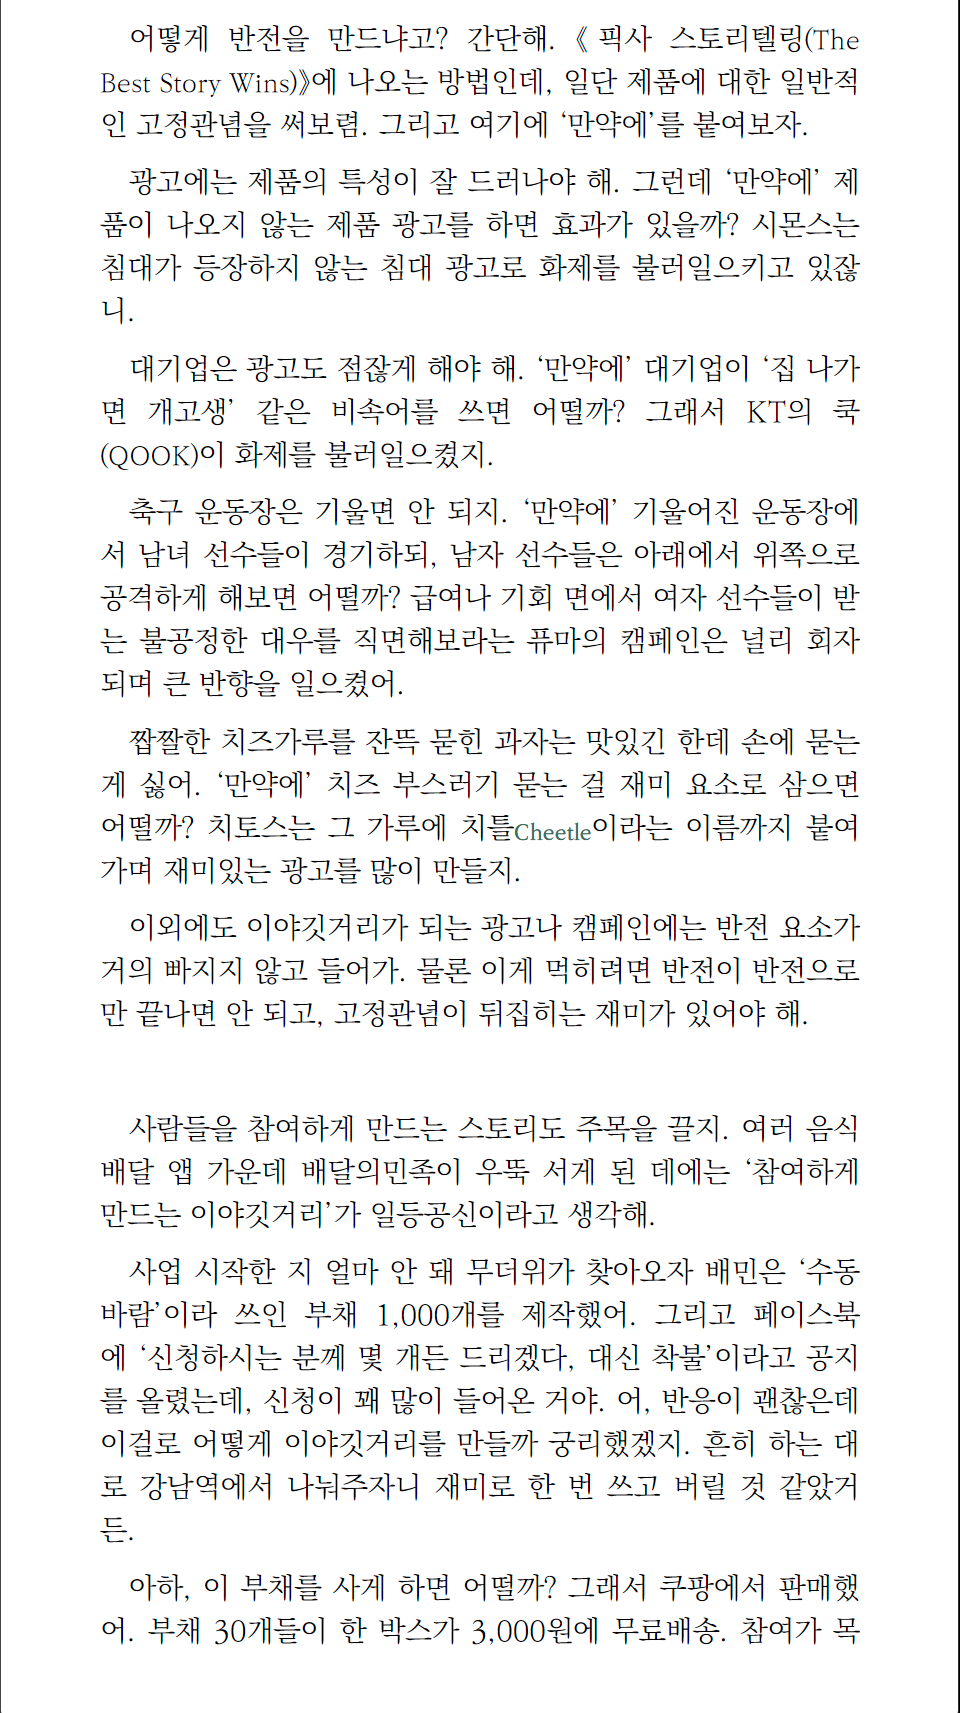 어떻게 반전을 만드냐고? 간단해. 《픽사 스토리텔링(The
Best Story Wins)》에 나오는 방법인데, 일단 제품에 대한 일반적
인 고정관념을 써보렴. 그리고 여기에 ‘만약에’를 붙여보자.
광고에는 제품의 특성이 잘 드러나야 해. 그런데 ‘만약에’ 제
품이 나오지 않는 제품 광고를 하면 효과가 있을까? 시몬스는
침대가 등장하지 않는 침대 광고로 화제를 불러일으키고 있잖
니.
대기업은 광고도 점잖게 해야 해. ‘만약에’ 대기업이 ‘집 나가
면 개고생’ 같은 비속어를 쓰면 어떨까? 그래서 KT의 쿡
(QOOK)이 화제를 불러일으켰지.
축구 운동장은 기울면 안 되지. ‘만약에’ 기울어진 운동장에
서 남녀 선수들이 경기하되, 남자 선수들은 아래에서 위쪽으로
공격하게 해보면 어떨까? 급여나 기회 면에서 여자 선수들이 받
는 불공정한 대우를 직면해보라는 퓨마의 캠페인은 널리 회자
되며 큰 반향을 일으켰어.
짭짤한 치즈가루를 잔뜩 묻힌 과자는 맛있긴 한데 손에 묻는
게 싫어. ‘만약에’ 치즈 부스러기 묻는 걸 재미 요소로 삼으면
어떨까? 치토스는 그 가루에 치틀Cheetle이라는 이름까지 붙여
가며 재미있는 광고를 많이 만들지.
이외에도 이야깃거리가 되는 광고나 캠페인에는 반전 요소가
거의 빠지지 않고 들어가. 물론 이게 먹히려면 반전이 반전으로
만 끝나면 안 되고, 고정관념이 뒤집히는 재미가 있어야 해.
사람들을 참여하게 만드는 스토리도 주목을 끌지. 여러 음식
배달 앱 가운데 배달의민족이 우뚝 서게 된 데에는 ‘참여하게
만드는 이야깃거리’가 일등공신이라고 생각해.
사업 시작한 지 얼마 안 돼 무더위가 찾아오자 배민은 ‘수동
바람’이라 쓰인 부채 1,000개를 제작했어. 그리고 페이스북
에 ‘신청하시는 분께 몇 개든 드리겠다, 대신 착불’이라고 공지
를 올렸는데, 신청이 꽤 많이 들어온 거야. 어, 반응이 괜찮은데
이걸로 어떻게 이야깃거리를 만들까 궁리했겠지. 흔히 하는 대
로 강남역에서 나눠주자니 재미로 한 번 쓰고 버릴 것 같았거
든.
아하, 이 부채를 사게 하면 어떨까? 그래서 쿠팡에서 판매했
어. 부채 30개들이 한 박스가 3,000원에 무료배송. 참여가 목